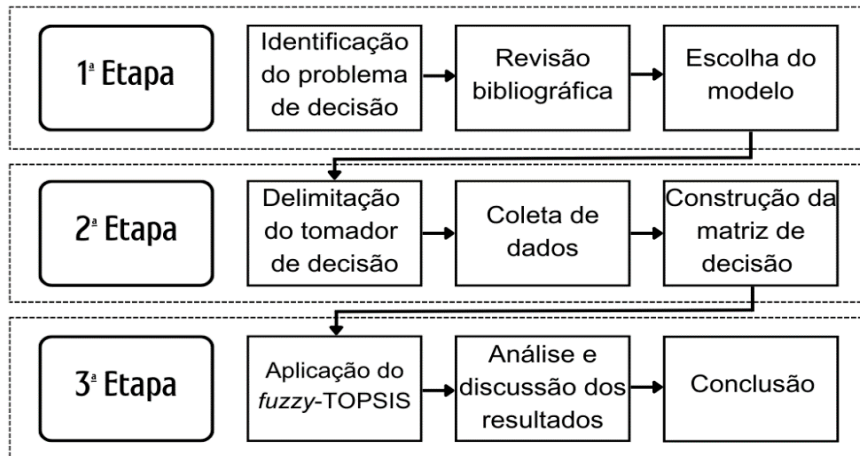 1ª Etapa
Identificação
do problema
de decisão
Revisão
bibliográfica
Escolha do
modelo
2ª Etapa
Delimitação
do tomador
de decisão
Coleta de
dados
Construção da
matriz de
decisão
3ª Etapa
Aplicação do
fuzzy-TOPSIS
Análise e
discussão dos
resultados
Conclusão